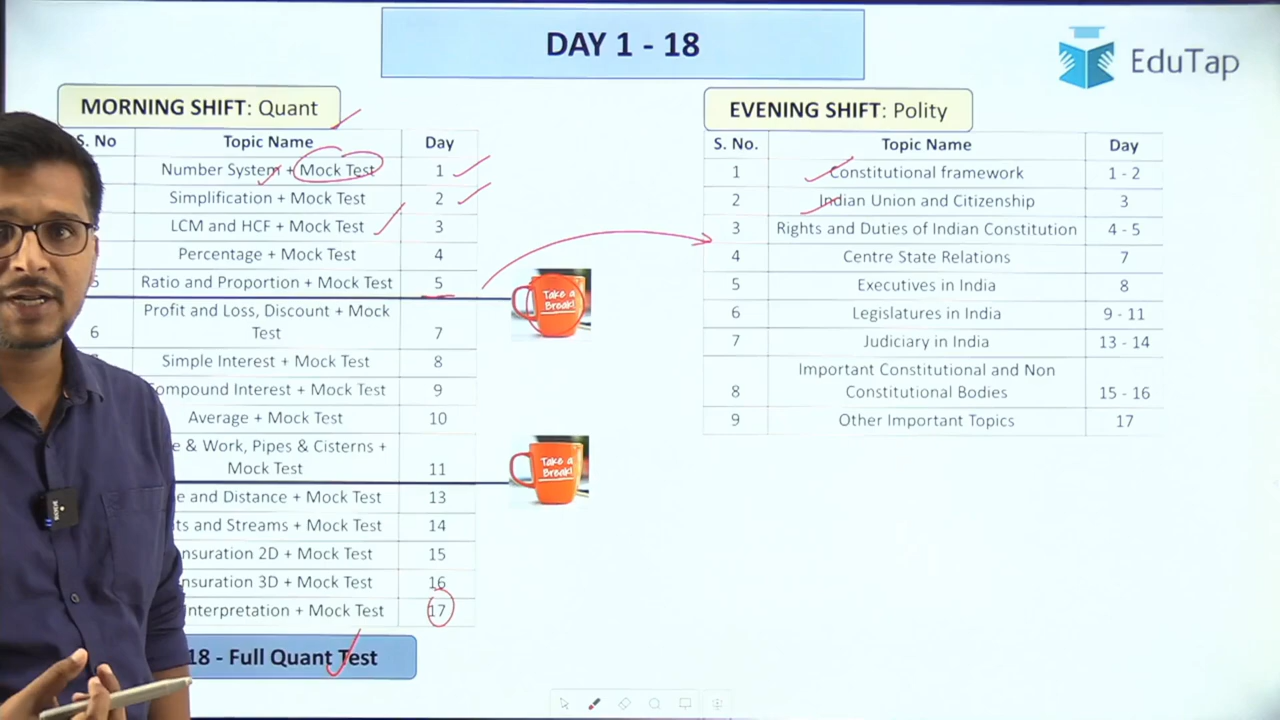 DAY 1 - 18
EduTap
MORNING SHIFT: Quant
S. No Topic Name Day
Number System + Mock Test 1
Simplification + Mock Test 2
LCM and HCF + Mock Test 3
Percentage + Mock Test 4
5 Ratio and Proportion + Mock Test 5
Profit and Loss, Discount + Mock
6 Test 7
Simple Interest + Mock Test 8
Compound Interest + Mock Test 9
Average + Mock Test 10
& Work, Pipes & Cisterns +
Mock Test 11
and Distance + Mock Test 13
and Streams + Mock Test 14
2D + Mock Test 15
3D + Mock Test 16
Interpretation + Mock Test 17
18 - Full Quant Test
Take a
Break!
Take a
Break!
EVENING SHIFT: Polity
S. No. Topic Name Day
1 Constitutional framework 1 - 2
2 Indian Union and Citizenship 3
3 Rights and Duties of Indian Constitution 4 - 5
4 Centre State Relations 7
5 Executives in India 8
6 Legislatures in India 9 - 11
7 Judiciary in India 13 - 14
Important Constitutional and Non
8 Constitutional Bodies 15 - 16
9 Other Important Topics 17